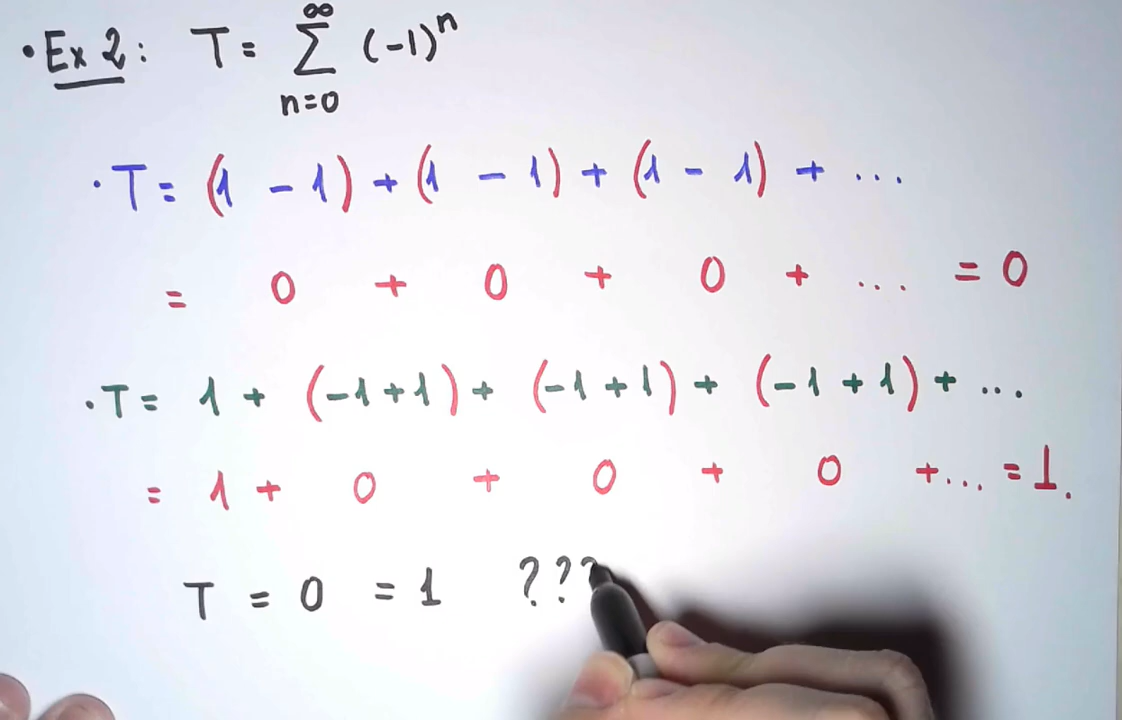 • Ex 2 : T = ∞∑n=0 (-1)^n
• T = (1 - 1) + (1 - 1) + (1 - 1) + ...
= 0 + 0 + 0 + ... = 0
• T = 1 + (-1+1) + (-1+1) + (-1+1) + ...
= 1 + 0 + 0 + 0 + ... = 1.
T = 0 = 1 ???